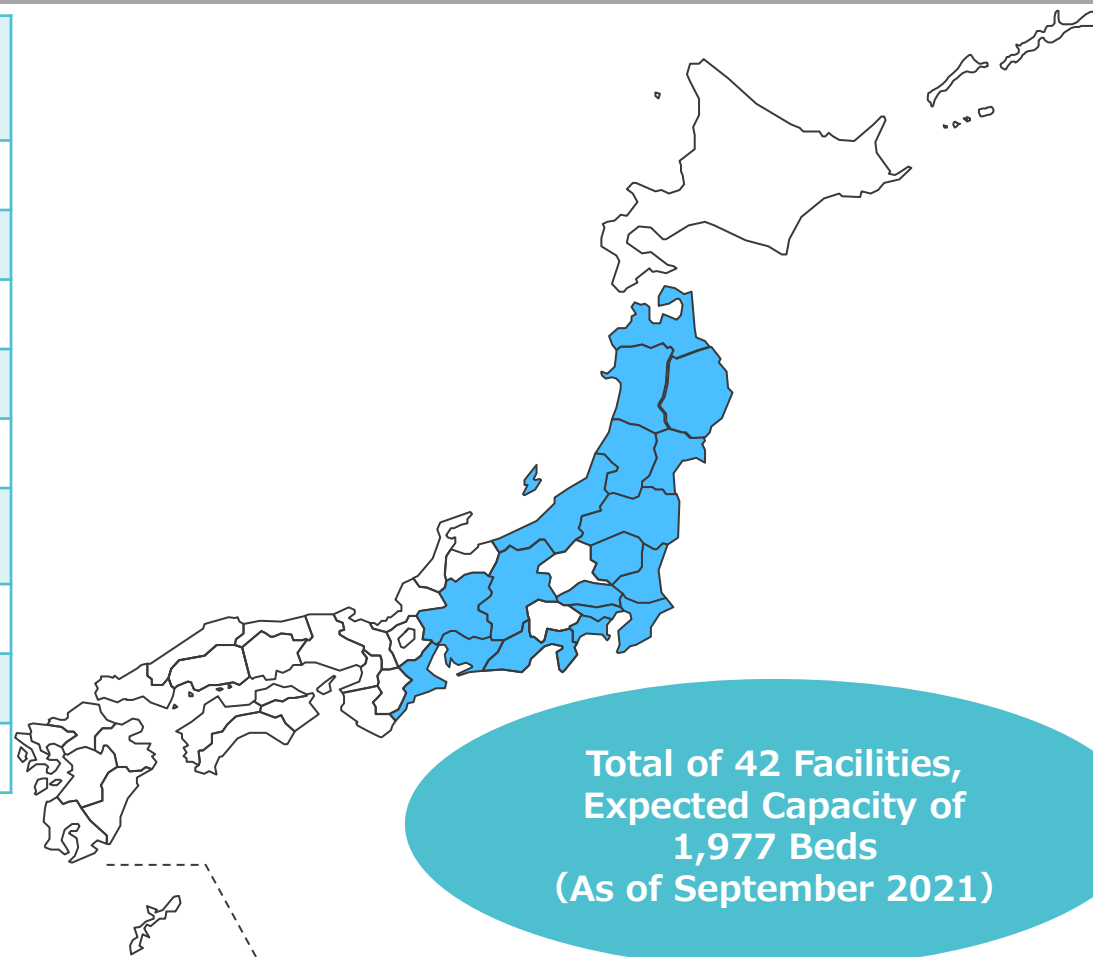 Total of 42 Facilities,
Expected Capacity of
1,977 Beds
（As of September 2021）